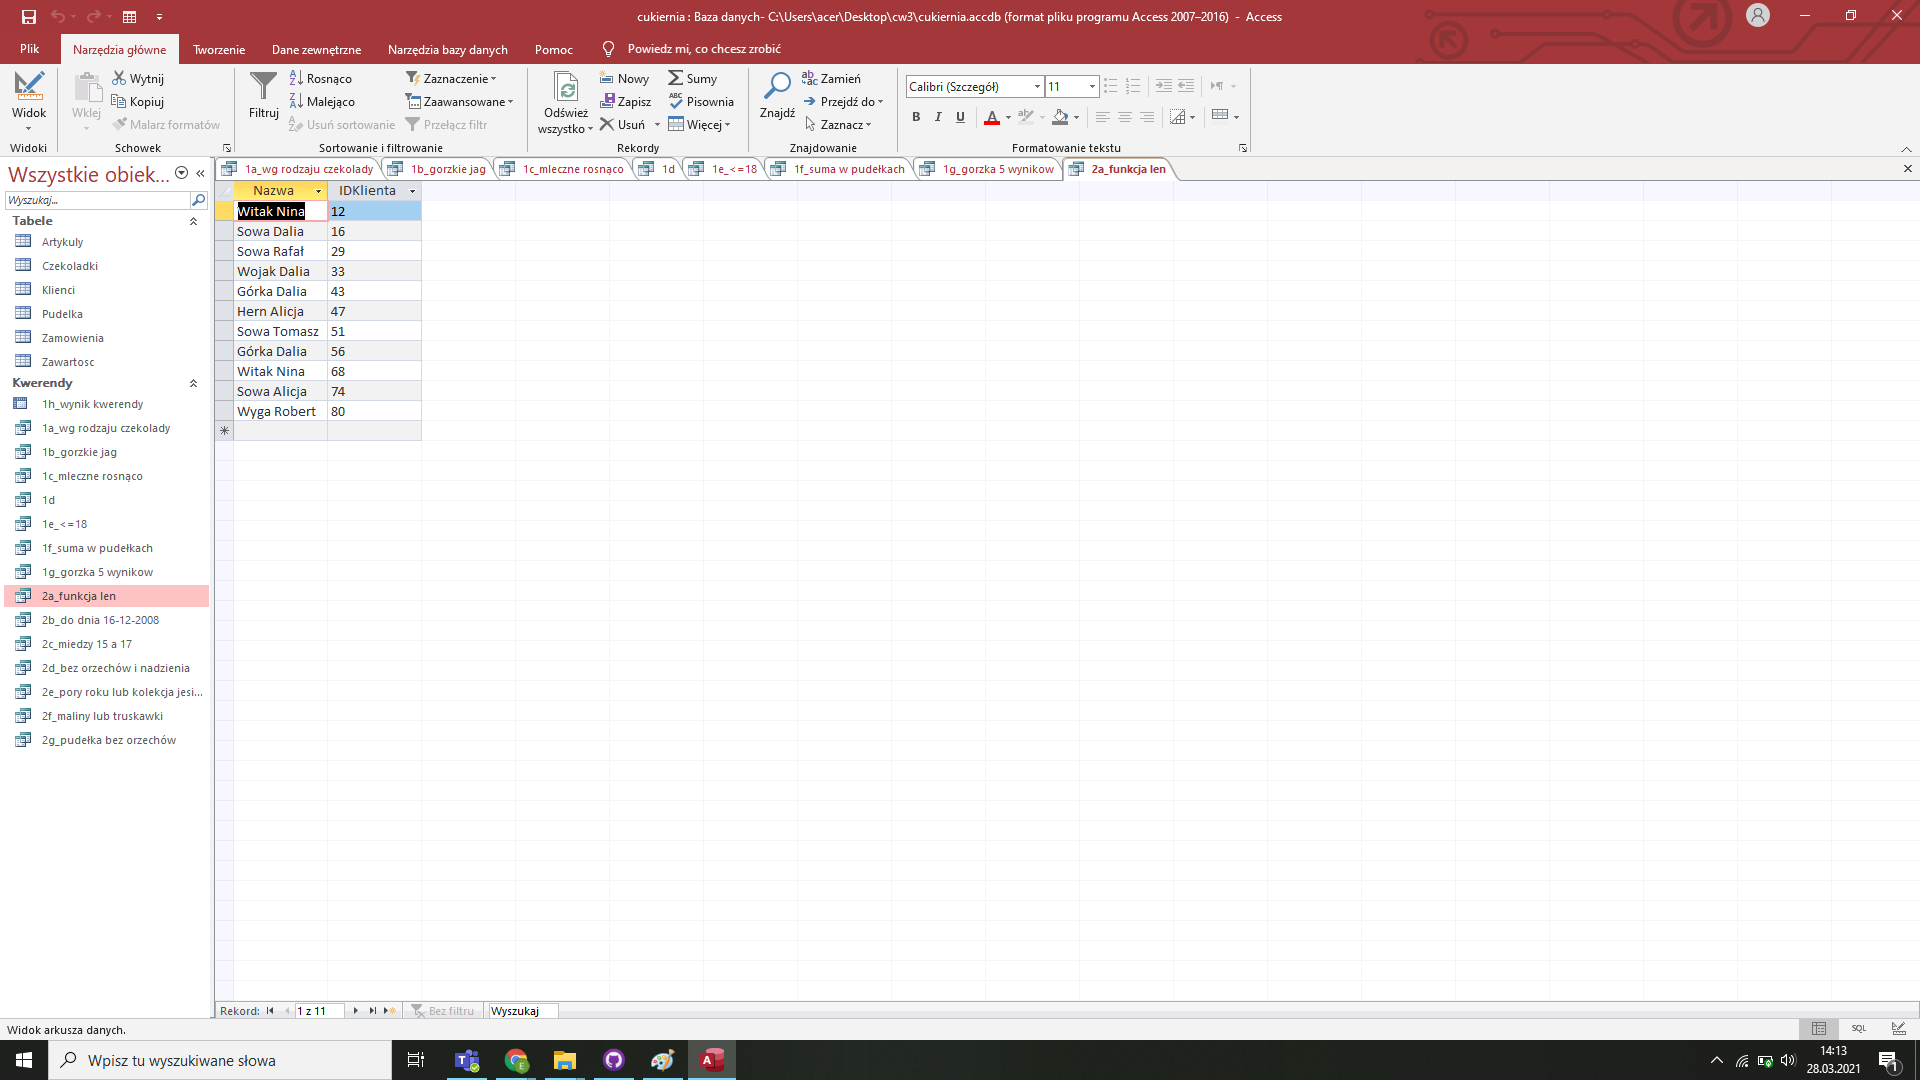 cukiernia : Baza danych- C:\Users\acer\Desktop\cw3\cukiernia.accdb (format pliku programu Access 2007–2016)  -  Access
Plik
Narzędzia główne
Tworzenie
Dane zewnętrzne
Narzędzia bazy danych
Pomoc
Powiedz mi, co chcesz zrobić
Widok
Widoki
Wklej
Wytnij
Kopiuj
Malarz formatów
Schowek
Filtruj
Rosnąco
Malejąco
Usuń sortowanie
Zaznaczenie
Zaawansowane
Przełącz filtr
Sortowanie i filtrowanie
Odśwież
wszystko
Nowy
Zapisz
Usuń
Sumy
Pisownia
Więcej
Rekordy
Znajdź
Zamień
Przejdź do
Zaznacz
Znajdowanie
Calibri (Szczegół)
11
B I U
Formatowanie tekstu
Wszystkie obiek...
Wyszukaj...
Tabele
Artykuly
Czekoladki
Klienci
Pudelka
Zamowienia
Zawartosc
Kwerendy
1h_wynik kwerendy
1a_wg rodzaju czekolady
1b_gorzkie jag
1c_mleczne rosnąco
1d
1e_<=18
1f_suma w pudełkach
1g_gorzka 5 wynikow
2a_funkcja len
2b_do dnia 16-12-2008
2c_miedzy 15 a 17
2d_bez orzechów i nadzienia
2e_pory roku lub kolekcja jesi...
2f_maliny lub truskawki
2g_pudełka bez orzechów
1a_wg rodzaju czekolady
1b_gorzkie jag
1c_mleczne rosnąco
1d
1e_<=18
1f_suma w pudełkach
1g_gorzka 5 wynikow
2a_funkcja len
Nazwa IDKlienta
Witak Nina 12
Sowa Dalia 16
Sowa Rafał 29
Wojak Dalia 33
Górka Dalia 43
Hern Alicja 47
Sowa Tomasz 51
Górka Dalia 56
Witak Nina 68
Sowa Alicja 74
Wyga Robert 80
Rekord: 1 z 11 Bez filtru Wyszukaj
Widok arkusza danych.
SQL
Wpisz tu wyszukiwane słowa
14:13
28.03.2021
1